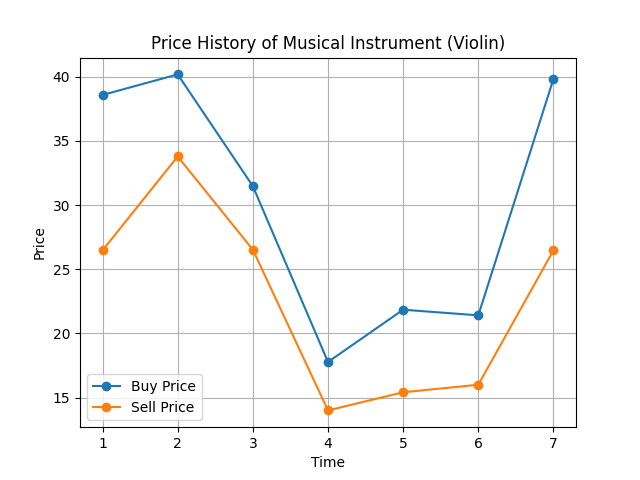 Price History of Musical Instrument (Violin)
40
35
30
25
20
15
Price
Buy Price
Sell Price
1 2 3 4 5 6 7
Time